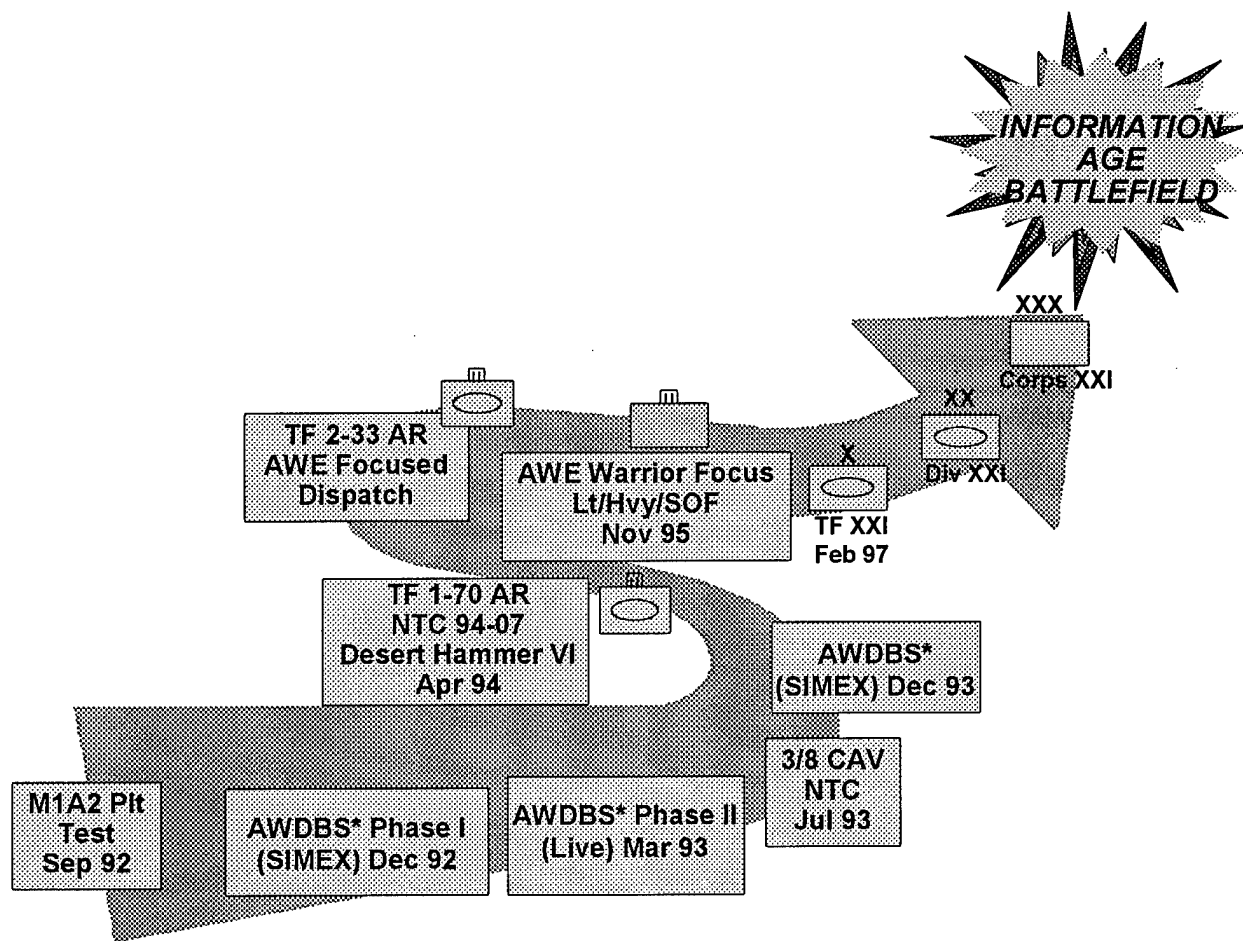 INFORMATION
AGE
BATTLEFIELD
XXX
Corps XXI
XX
Div XXI
X
TF XXI
Feb 97
TF 2-33 AR
AWE Focused
Dispatch
AWE Warrior Focus
Lt/Hvy/SOF
Nov 95
TF 1-70 AR
NTC 94-07
Desert Hammer VI
Apr 94
AWDBS*
(SIMEX) Dec 93
3/8 CAV
NTC
Jul 93
M1A2 Plt
Test
Sep 92
AWDBS* Phase I
(SIMEX) Dec 92
AWDBS* Phase II
(Live) Mar 93